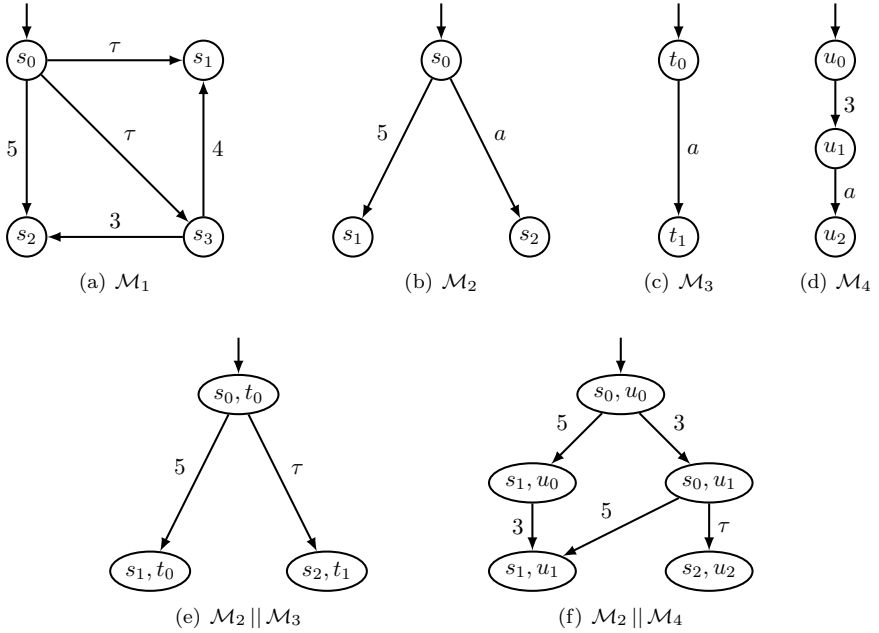 s₀ τ s₁ s₀ t₀ u₀
5 τ 4 5 a a 3
u₁
a
s₂ 3 s₃ s₁ s₂ t₁ u₂
(a) ℳ₁ (b) ℳ₂ (c) ℳ₃ (d) ℳ₄
s₀, t₀ s₀, u₀
5 3
5 τ s₁, u₀ s₀, u₁
3 5 τ
s₁, t₀ s₂, t₁ s₁, u₁ s₂, u₂
(e) ℳ₂ || ℳ₃ (f) ℳ₂ || ℳ₄